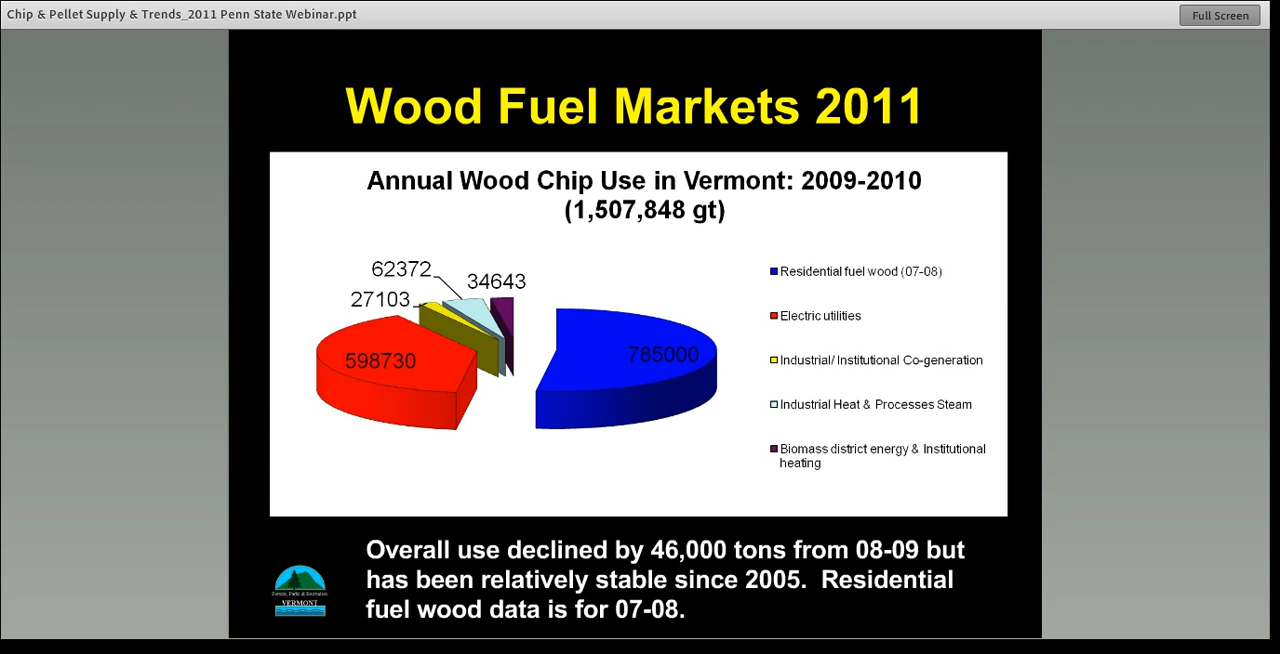 Chip & Pellet Supply & Trends_2011 Penn State Webinar.ppt
Full Screen
Wood Fuel Markets 2011
Annual Wood Chip Use in Vermont: 2009-2010
(1,507,848 gt)
62372
34643
27103
598730
785000
Residential fuel wood (07-08)
Electric utilities
Industrial/ Institutional Co-generation
Industrial Heat & Processes Steam
Biomass district energy & Institutional
heating
Overall use declined by 46,000 tons from 08-09 but
has been relatively stable since 2005. Residential
fuel wood data is for 07-08.
Forests, Parks & Recreation
VERMONT